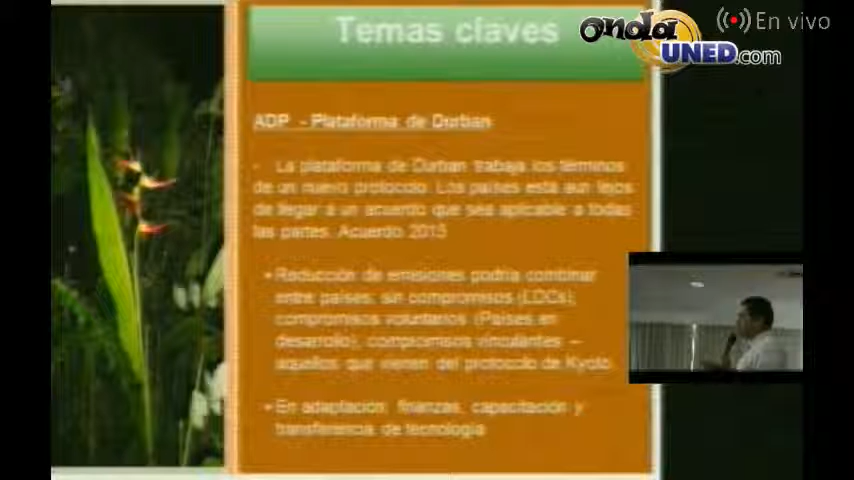 Temas claves
onda
UNED.com
En vivo
ADP - Plataforma de Durban
- La plataforma de Durban trabaja los términos
de un nuevo protocolo. Los países está aun lejos
de llegar a un acuerdo que sea aplicable a todas
las partes. Acuerdo 2015
•Reducción de emisiones podría combinar
entre países, sin compromisos (LDCs),
compromisos voluntarios (Países en
desarrollo), compromisos vinculantes –
aquellos que vienen del protocolo de Kyoto.
•En adaptación: finanzas, capacitación y
transferencia de tecnología